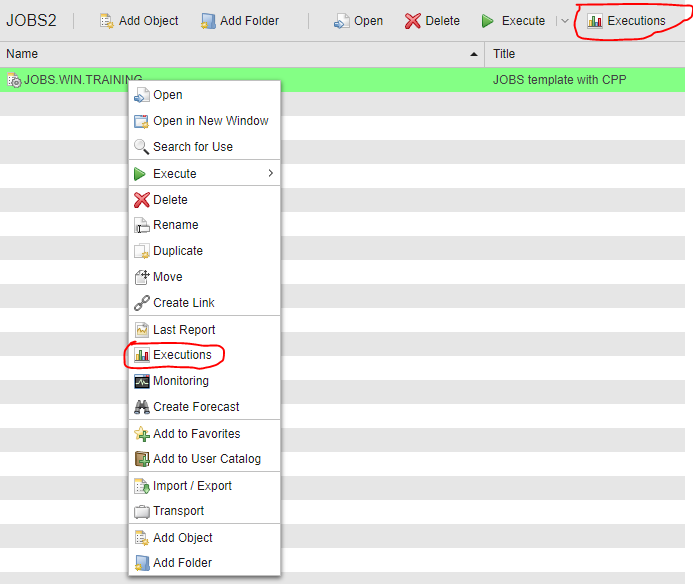 JOBS2 Add Object Add Folder Open Delete Execute Executions
Name Title
JOBS.WIN.TRAINING JOBS template with CPP
Open
Open in New Window
Search for Use
Execute
Delete
Rename
Duplicate
Move
Create Link
Last Report
Executions
Monitoring
Create Forecast
Add to Favorites
Add to User Catalog
Import / Export
Transport
Add Object
Add Folder